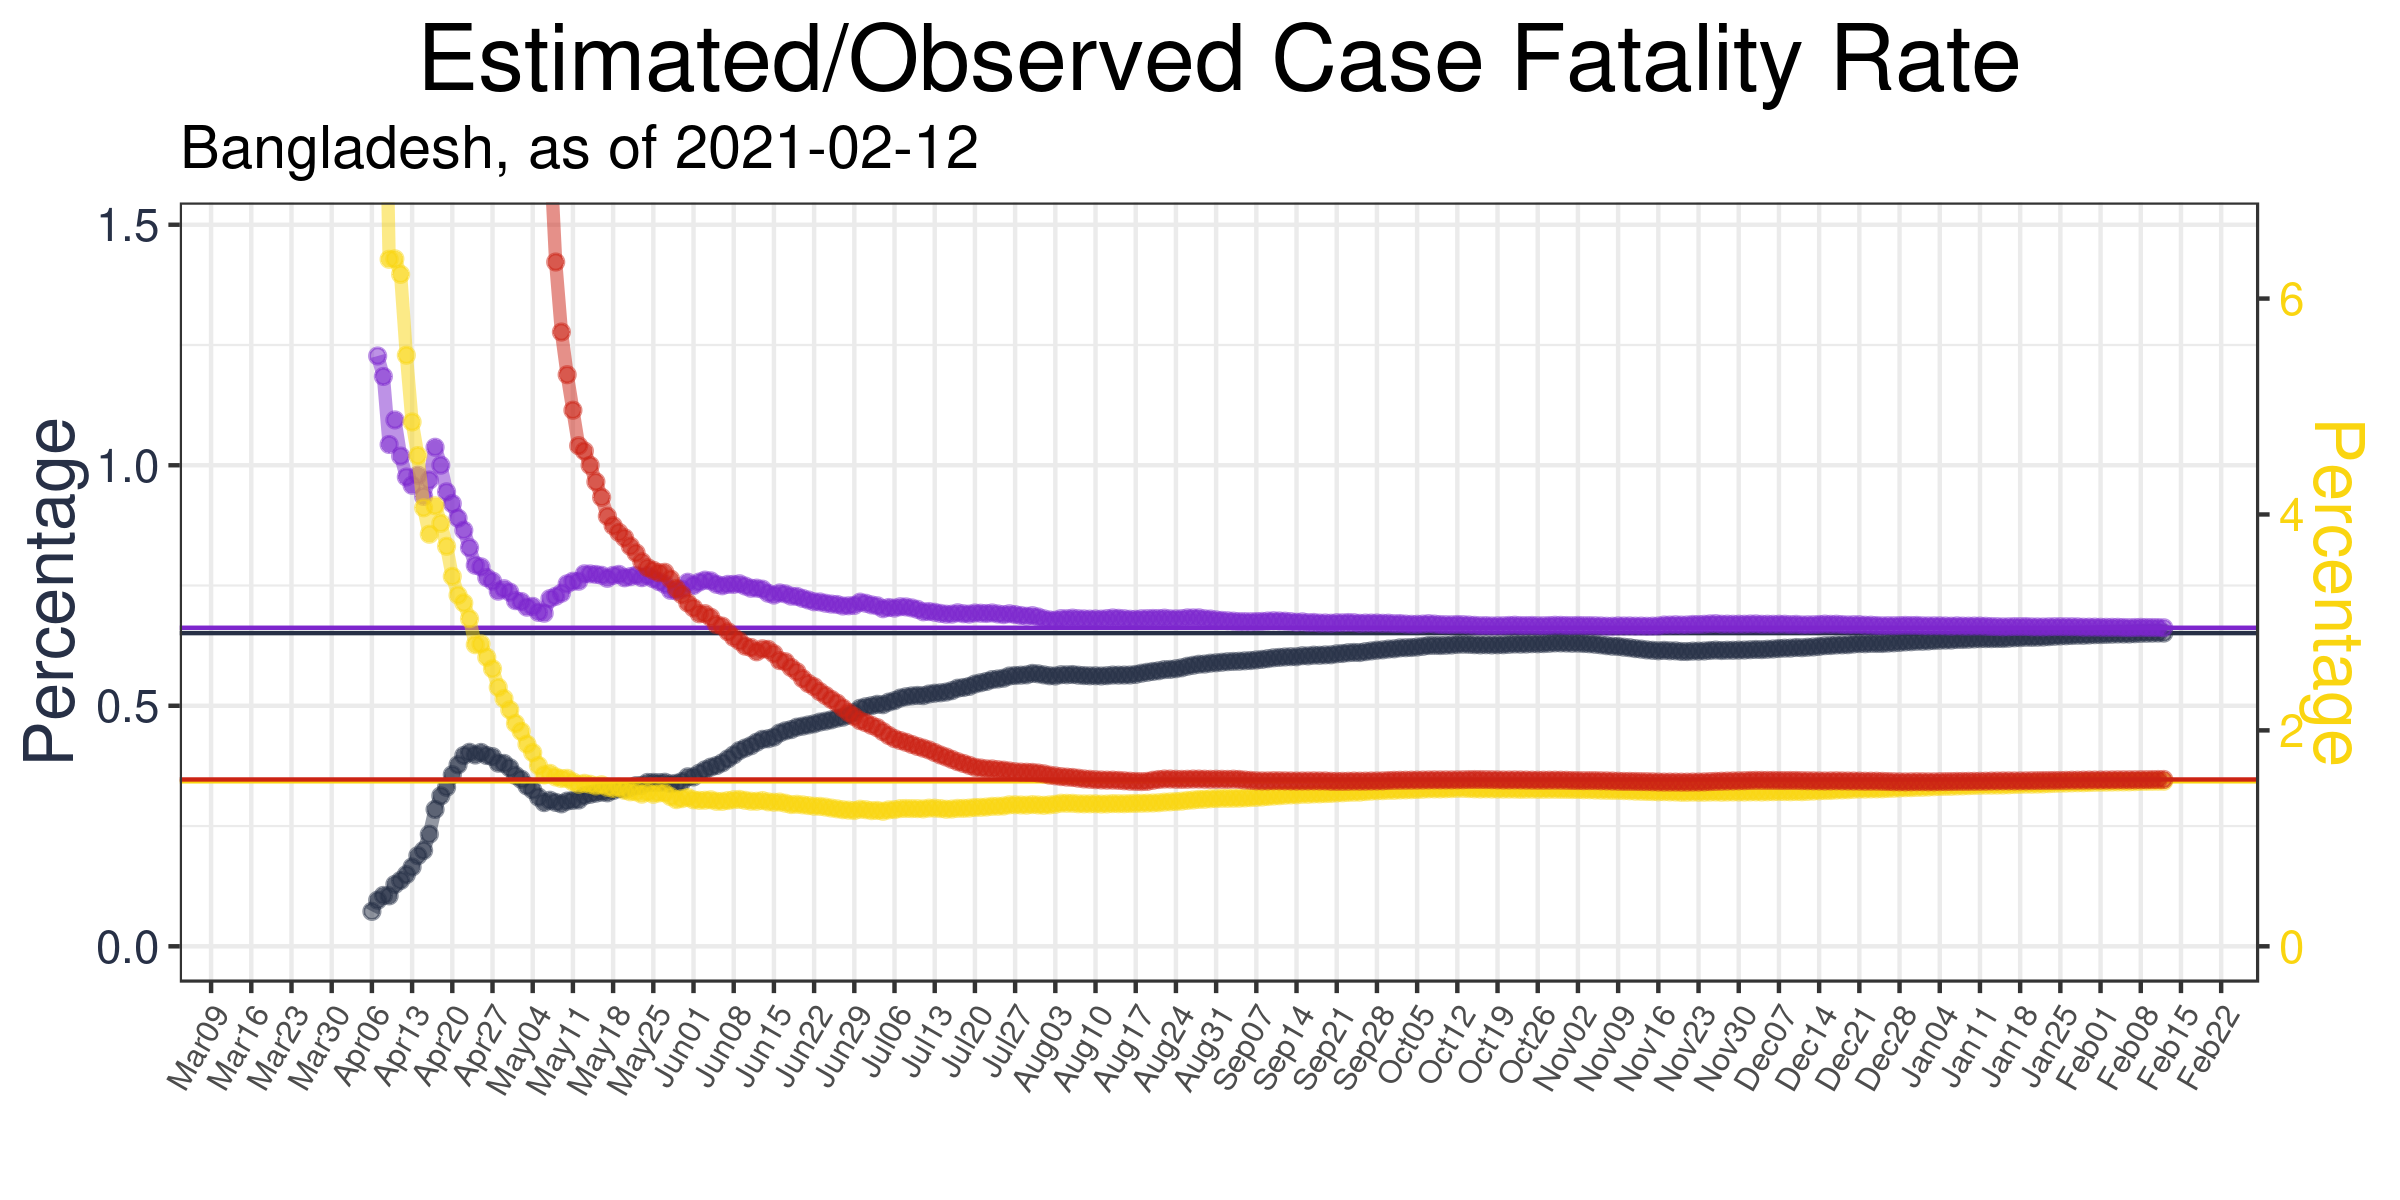 Estimated/Observed Case Fatality Rate
Bangladesh, as of 2021-02-12
Percentage
1.5
1.0
0.5
0.0
6
4
2
0
Percentage
Mar09 Mar16 Mar23 Mar30 Apr06 Apr13 Apr20 Apr27 May04 May11 May18 May25 Jun01 Jun08 Jun15 Jun22 Jun29 Jul06 Jul13 Jul20 Jul27 Aug03 Aug10 Aug17 Aug24 Aug31 Sep07 Sep14 Sep21 Sep28 Oct05 Oct12 Oct19 Oct26 Nov02 Nov09 Nov16 Nov23 Nov30 Dec07 Dec14 Dec21 Dec28 Jan04 Jan11 Jan18 Jan25 Feb01 Feb08 Feb15 Feb22